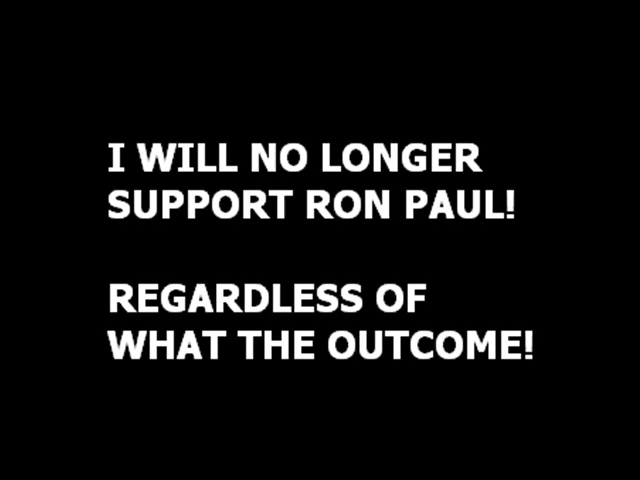 I WILL NO LONGER
SUPPORT RON PAUL!
REGARDLESS OF
WHAT THE OUTCOME!